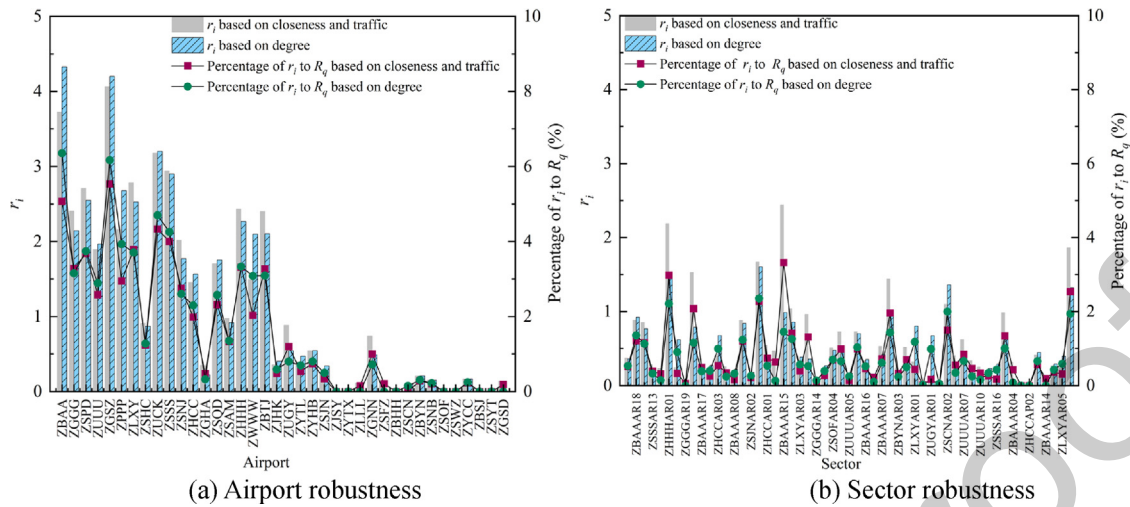 5
4
3
2
1
0
r_i
10
8
6
4
2
0
Percentage of r_i to R_q (%)
r_i based on closeness and traffic
r_i based on degree
Percentage of r_i to R_q based on closeness and traffic
Percentage of r_i to R_q based on degree
ZBAA
ZGGG
ZSPD
ZUUU
ZGSZ
ZPPP
ZLXY
ZSHC
ZUCK
ZSSS
ZSNJ
ZHCC
ZGHA
ZSQD
ZSAM
ZHHH
ZWWW
ZBTJ
ZJHK
ZUGY
ZYTL
ZYHB
ZSJN
ZJSY
ZYTX
ZLLL
ZGNN
ZSFZ
ZBHH
ZSCN
ZBYN
ZSNB
ZSOF
ZSWZ
ZYCC
ZBSJ
ZSYT
ZGSD
Airport
(a) Airport robustness
5
4
3
2
1
0
r_i
10
8
6
4
2
0
Percentage of r_i to R_q (%)
r_i based on closeness and traffic
r_i based on degree
Percentage of r_i to R_q based on closeness and traffic
Percentage of r_i to R_q based on degree
ZBAAAR18
ZSSSAR13
ZHHHAR01
ZGGGAR19
ZBAAAR17
ZHCCAR03
ZBAAAR08
ZSJNAR02
ZHCCAR01
ZBAAAR15
ZLXYAR03
ZGGGAR14
ZSOFAR04
ZUUUAR05
ZBAAAR16
ZBAAAR07
ZBYNAR03
ZLXYAR01
ZUGYAR01
ZSCNAR02
ZUUUAR07
ZUUUAR10
ZSSSAR16
ZBAAAR04
ZHCCAP02
ZBAAAR14
ZLXYAR05
Sector
(b) Sector robustness